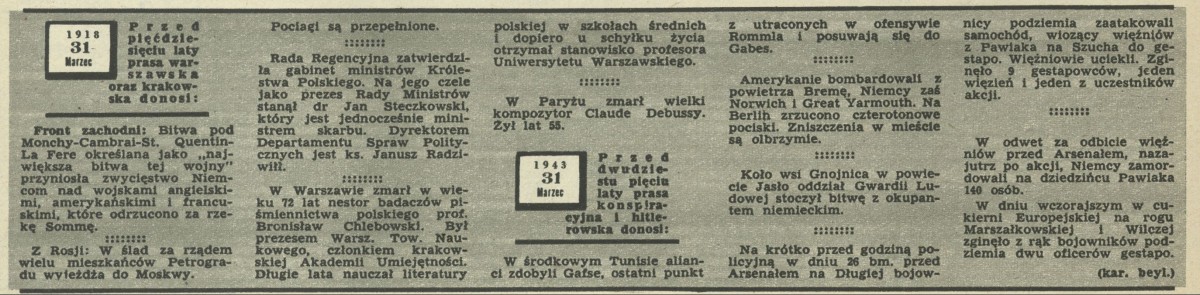 1918
31
Marzec
Przed
pięćdzie-
sięciu laty
prasa war-
szawska
oraz krakow-
ska donosi:
Front zachodni: Bitwa pod
Monchy-Cambrai-St. Quentin-
La Fere określana jako „naj-
większa bitwa tej wojny"
przyniosła zwycięstwo Niem-
com nad wojskami angielski-
mi, amerykańskimi i francu-
skimi, które odrzucono za rze-
kę Sommę.
Z Rosji: W ślad za rządem
wielu mieszkańców Petrogra-
du wyjeżdża do Moskwy.
Pociągi są przepełnione.
Rada Regencyjna zatwierdzi-
ła gabinet ministrów Króle-
stwa Polskiego. Na jego czele
jako prezes Rady Ministrów
stanął dr Jan Steczkowski,
który jest jednocześnie mini-
strem skarbu. Dyrektorem
Departamentu Spraw Polity-
cznych jest ks. Janusz Radzi-
wiłł.
W Warszawie zmarł w wie-
ku 72 lat nestor badaczów pi-
śmiennictwa polskiego prof.
Bronisław Chlebowski. Był
prezesem Warsz. Tow. Nau-
kowego, członkiem krakow-
skiej Akademii Umiejętności.
Długie lata nauczał literatury
polskiej w szkołach średnich
i dopiero u schyłku życia
otrzymał stanowisko profesora
Uniwersytetu Warszawskiego.
W Paryżu zmarł wielki
kompozytor Claude Debussy.
Żył lat 55.
1943
31
Marzec
Przed
dwudzie-
stu pięciu
laty prasa
konspira-
cyjna i hitle-
rowska donosi:
W środkowym Tunisie alian-
ci zdobyli Gafse, ostatni punkt
z utraconych w ofensywie
Rommla i posuwają się do
Gabes.
Amerykanie bombardowali z
powietrza Bremę, Niemcy zaś
Norwich i Great Yarmouth. Na
Berlin zrzucono czterotonowe
pociski. Zniszczenia w mieście
są olbrzymie.
Koło wsi Gnojnica w powie-
cie Jasło oddział Gwardii Lu-
dowej stoczył bitwę z okupan-
tem niemieckim.
Na krótko przed godziną po-
licyjną w dniu 26 bm. przed
Arsenałem na Długiej bojow-
nicy podziemia zaatakowali
samochód, wiozący więźniów
z Pawiaka na Szucha do ge-
stapo. Więźniowie uciekli. Zgi-
nęło 9 gestapowców, jeden
więzień i jeden z uczestników
akcji.
W odwet za odbicie więź-
niów przed Arsenałem, naza-
jutrz po akcji, Niemcy zamor-
dowali na dziedzińcu Pawiaka
140 osób.
W dniu wczorajszym w cu-
kierni Europejskiej na rogu
Marszałkowskiej i Wilczej
zginęło z rąk bojowników pod-
ziemia dwu oficerów gestapo.
(kar. beyl.)